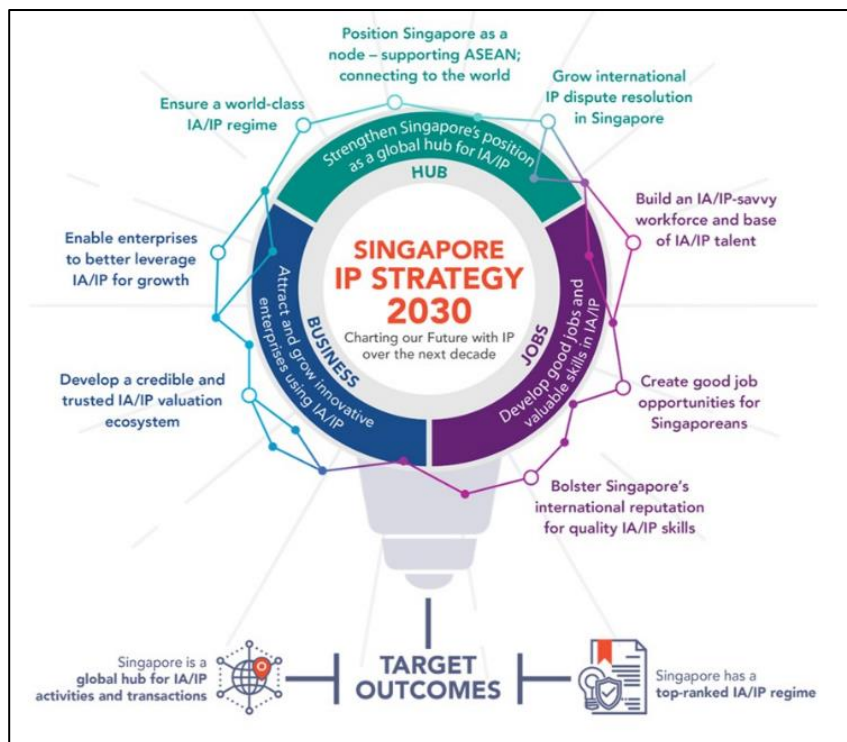 Position Singapore as a
node – supporting ASEAN;
connecting to the world
Grow international
IP dispute resolution
in Singapore
Ensure a world-class
IA/IP regime
Strengthen Singapore's position
as a global hub for IA/IP
HUB
Build an IA/IP-savvy
workforce and base
of IA/IP talent
Enable enterprises
to better leverage
IA/IP for growth
SINGAPORE
IP STRATEGY
2030
Charting our Future with IP
over the next decade
Attract and grow innovative
enterprises using IA/IP
BUSINESS
JOBS
Develop good jobs and
valuable skills in IA/IP
Develop a credible and
trusted IA/IP valuation
ecosystem
Create good job
opportunities for
Singaporeans
Bolster Singapore's
international reputation
for quality IA/IP skills
Singapore is a
global hub for IA/IP
activities and transactions
TARGET
OUTCOMES
Singapore has a
top-ranked IA/IP regime